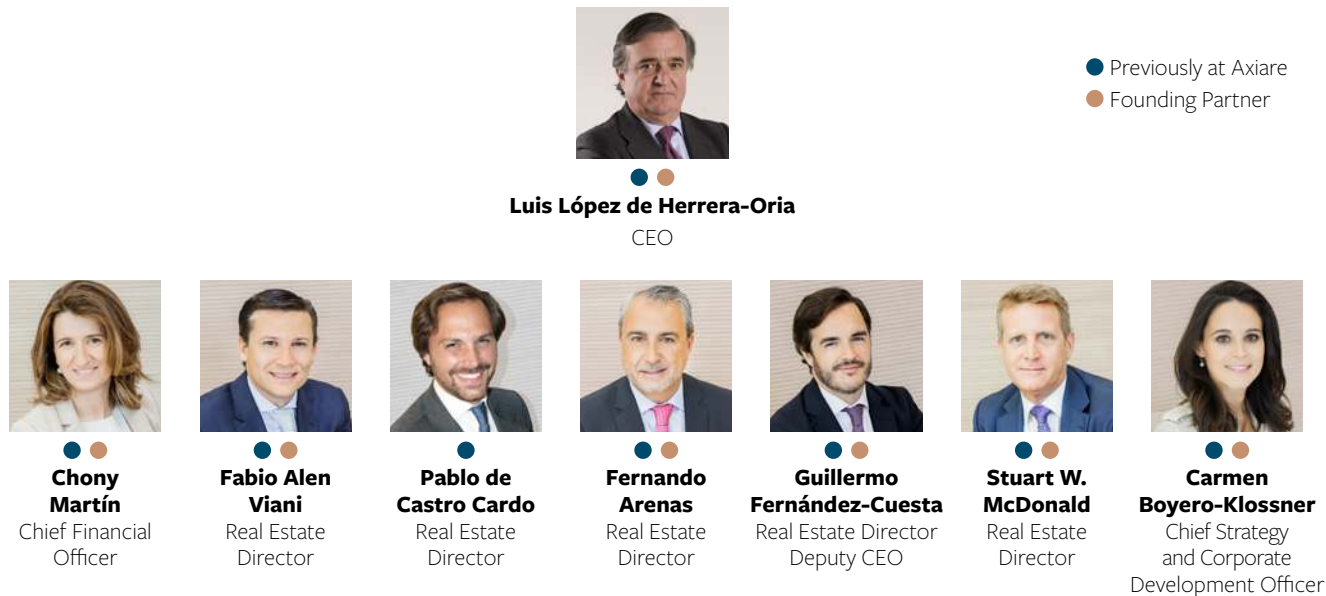 Previously at Axiare
Founding Partner
Luis López de Herrera-Oria
CEO
Chony
Martín
Chief Financial
Officer
Fabio Alen
Viani
Real Estate
Director
Pablo de
Castro Cardo
Real Estate
Director
Fernando
Arenas
Real Estate
Director
Guillermo
Fernández-Cuesta
Real Estate Director
Deputy CEO
Stuart W.
McDonald
Real Estate
Director
Carmen
Boyero-Klossner
Chief Strategy
and Corporate
Development Officer